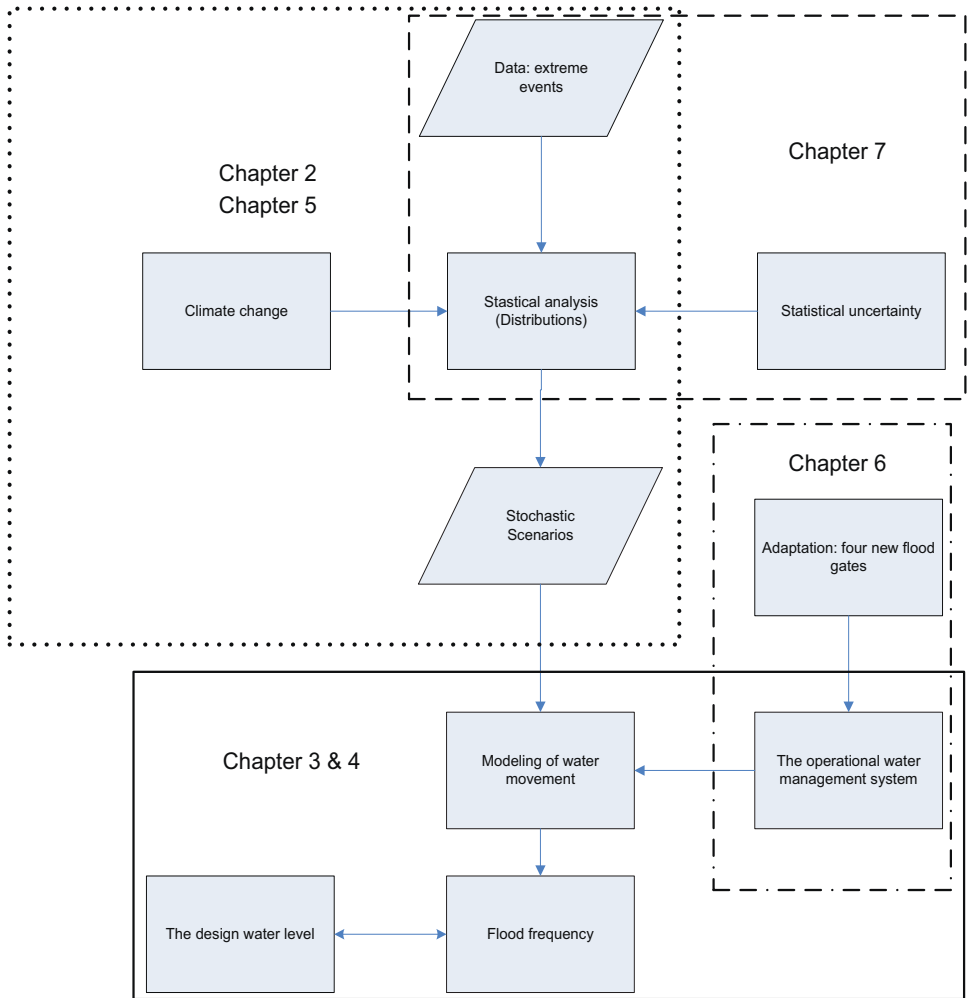 Data: extreme
events
Chapter 7
Chapter 2
Chapter 5
Climate change
Stastical analysis
(Distributions)
Statistical uncertainty
Chapter 6
Stochastic
Scenarios
Adaptation: four new flood
gates
Chapter 3 & 4
Modeling of water
movement
The operational water
management system
The design water level
Flood frequency